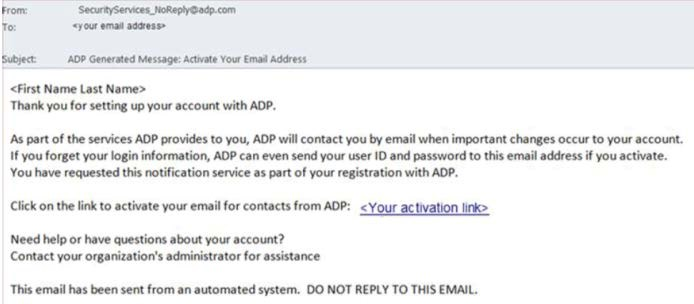 From: SecurityServices_NoReply@adp.com
To: <your email address>
Subject: ADP Generated Message: Activate Your Email Address
<First Name Last Name>
Thank you for setting up your account with ADP.
As part of the services ADP provides to you, ADP will contact you by email when important changes occur to your account.
If you forget your login information, ADP can even send your user ID and password to this email address if you activate.
You have requested this notification service as part of your registration with ADP.
Click on the link to activate your email for contacts from ADP: <Your activation link>
Need help or have questions about your account?
Contact your organization's administrator for assistance
This email has been sent from an automated system. DO NOT REPLY TO THIS EMAIL.